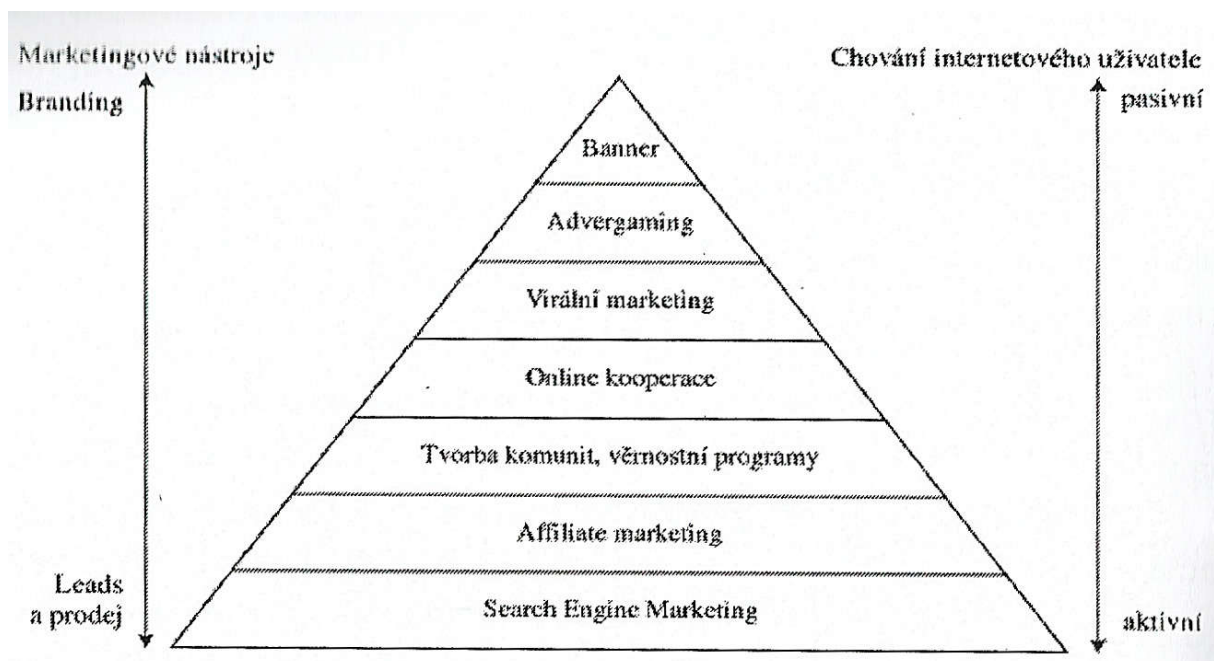 Marketingové nástroje
Chování internetového uživatele
Branding
pasivní
Banner
Advergaming
Virální marketing
Online kooperace
Tvorba komunit, věrnostní programy
Affiliate marketing
Leads
a prodej
Search Engine Marketing
aktivní